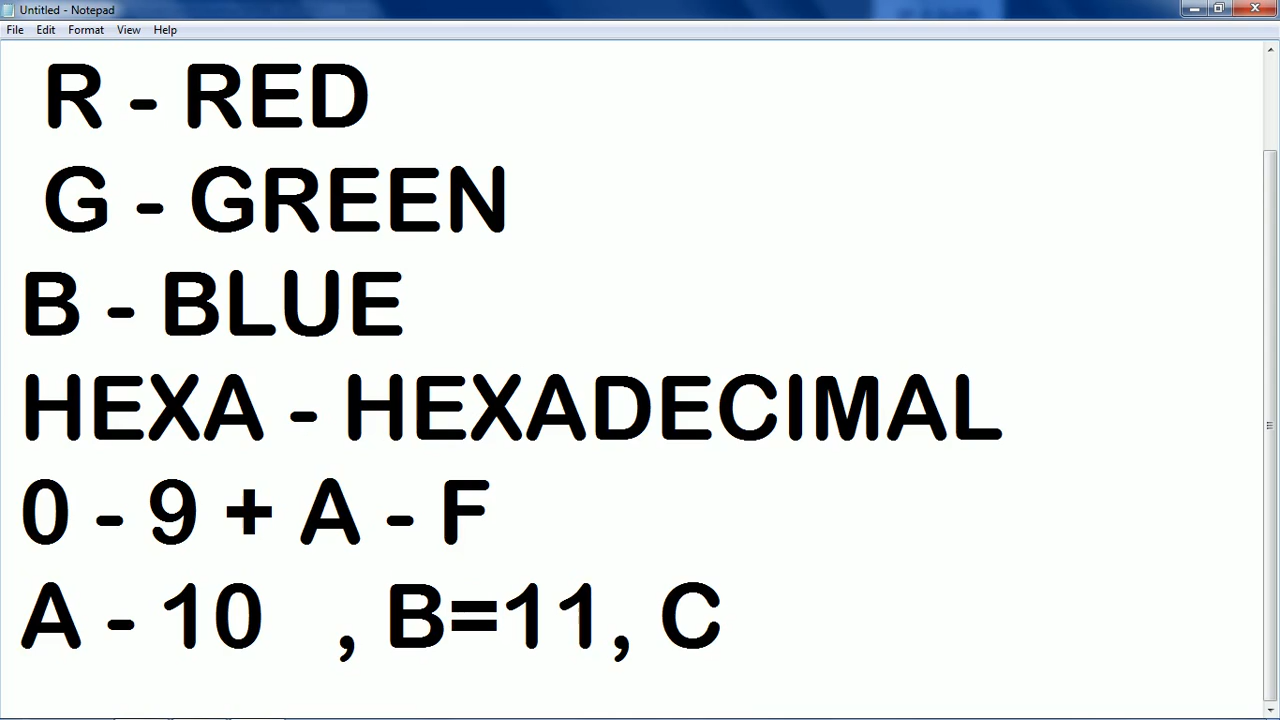 Untitled - Notepad
File Edit Format View Help
R - RED
G - GREEN
B - BLUE
HEXA - HEXADECIMAL
0 - 9 + A - F
A - 10 , B=11, C